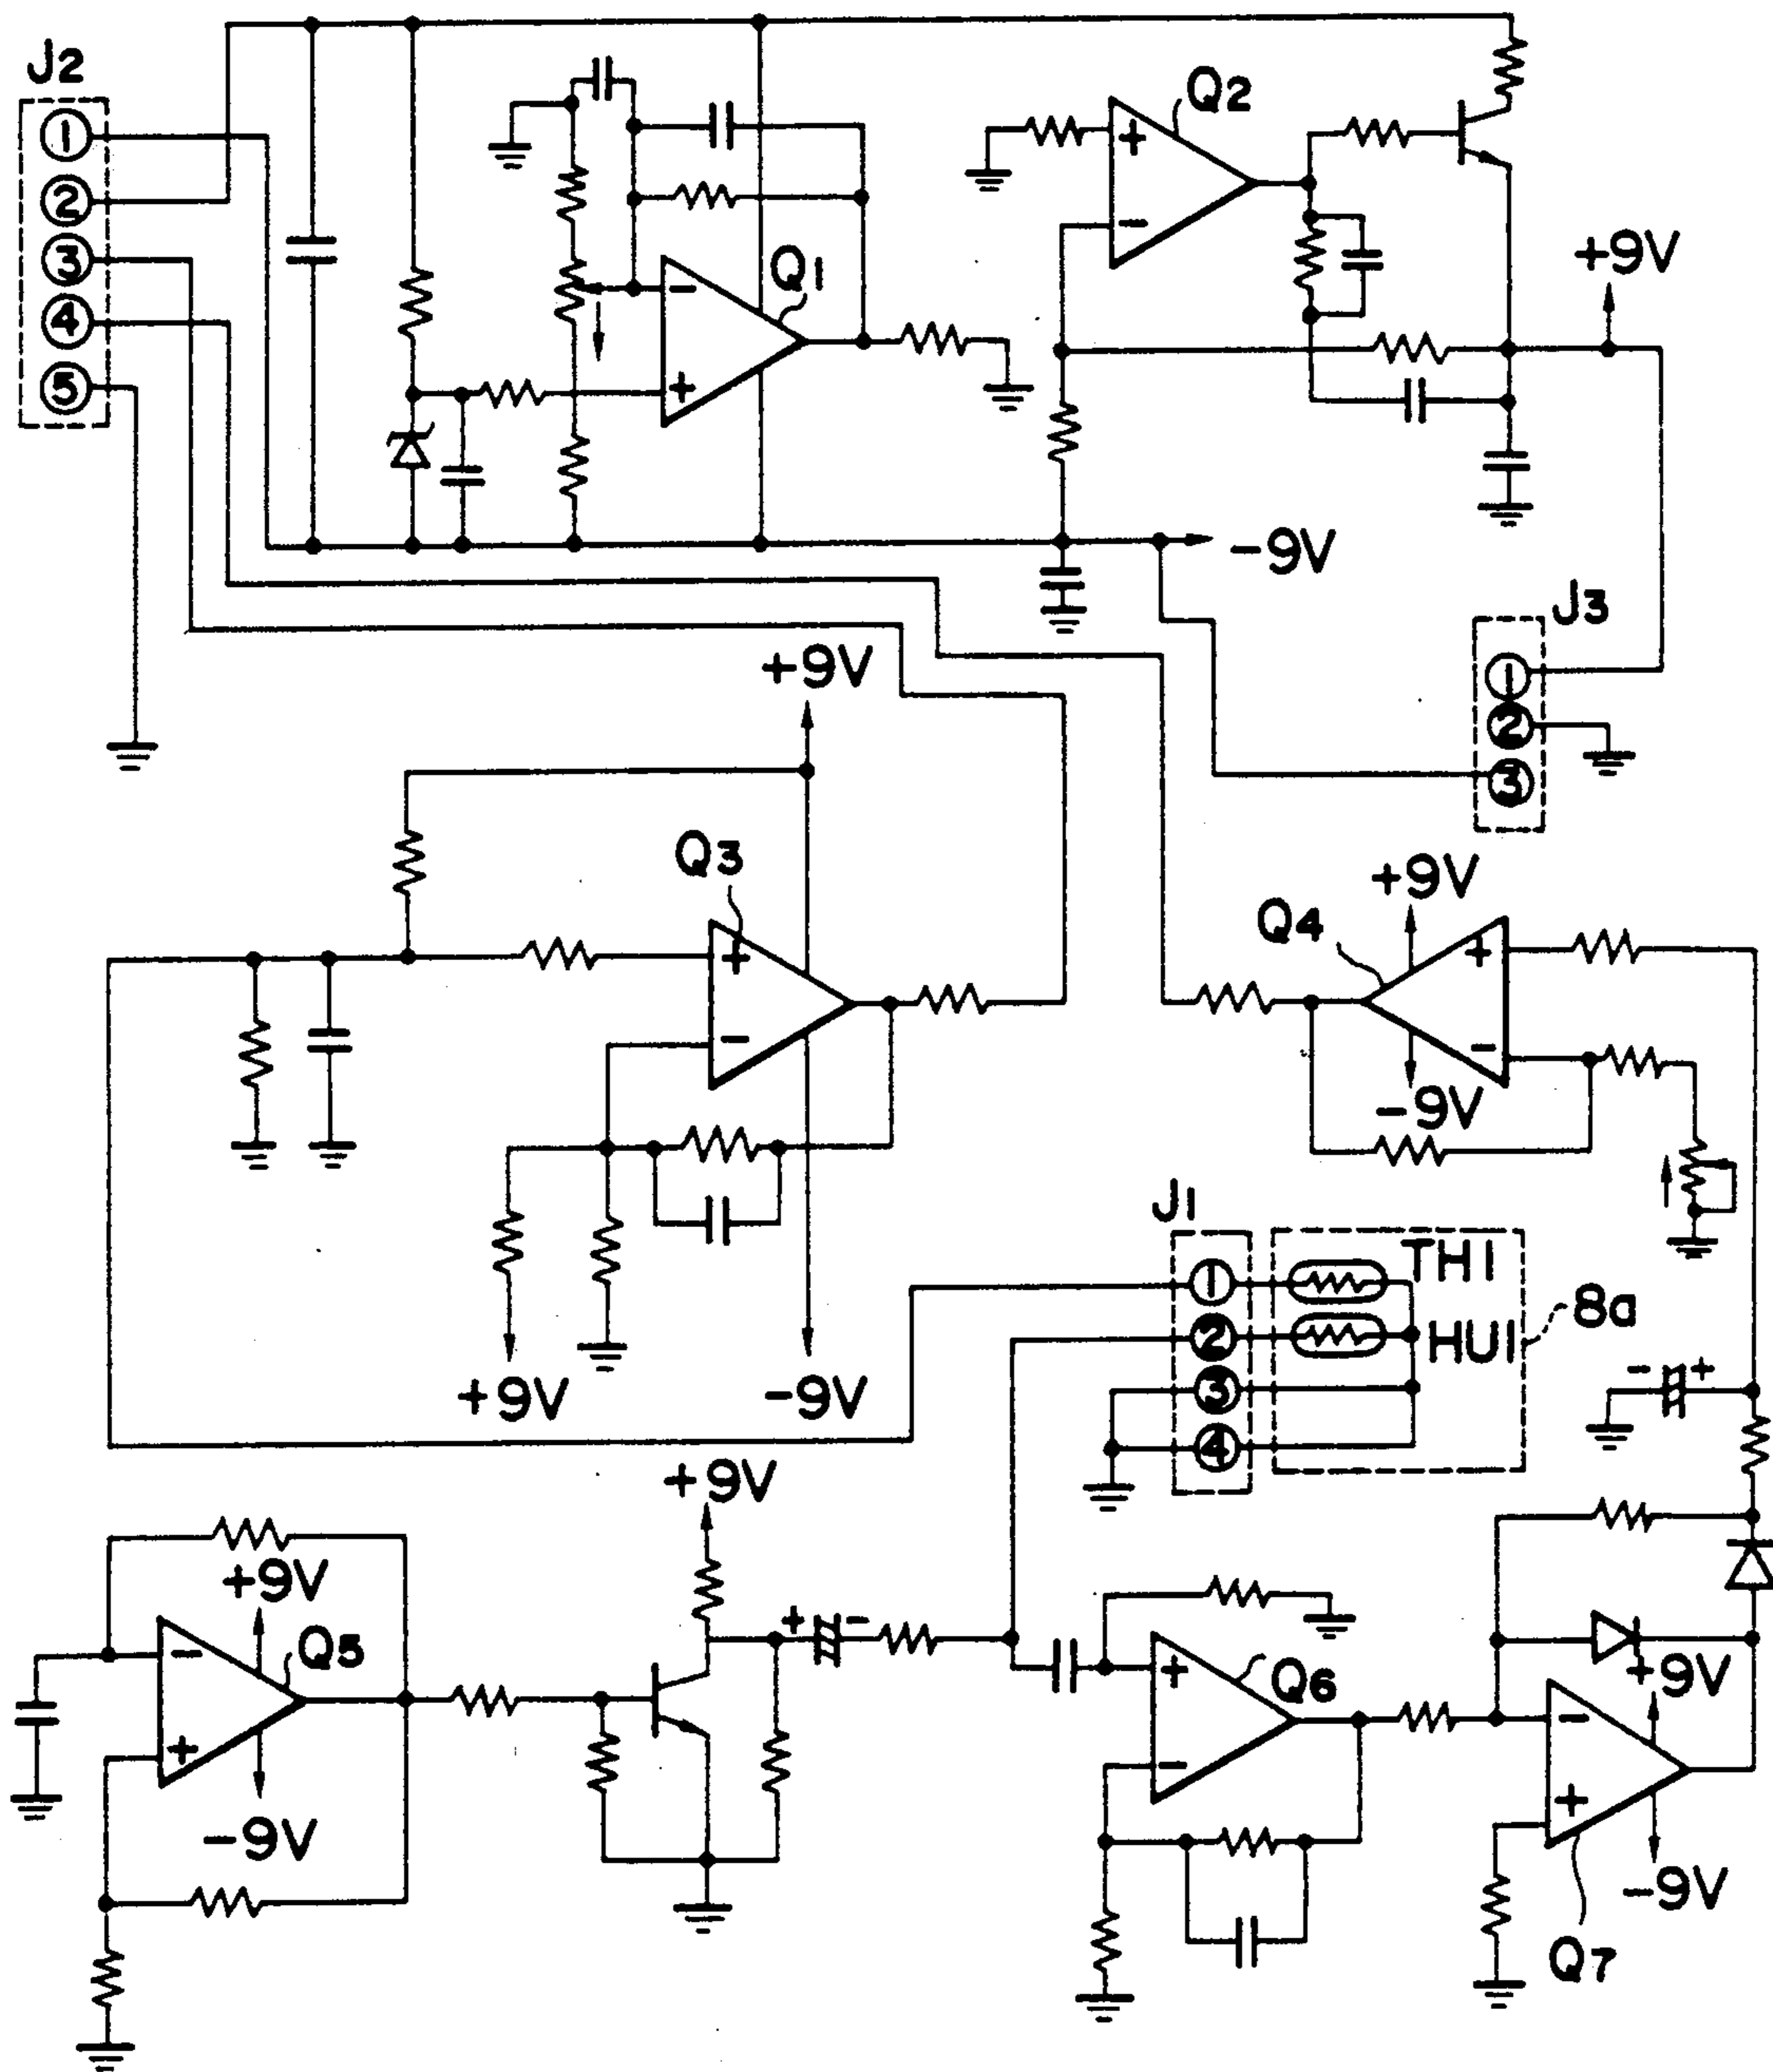 J2
1
2
3
4
5
Q1
+
-
Q2
+
-
+9V
-9V
J3
1
2
3
+9V
Q3
+
-
+9V
-9V
+9V
Q4
+
-
-9V
J1
1
2
3
4
TH1
HU1
8a
- +
+9V
+9V
Q5
-
+
-9V
+ -
Q6
+
-
+9V
-
+
-9V
Q7